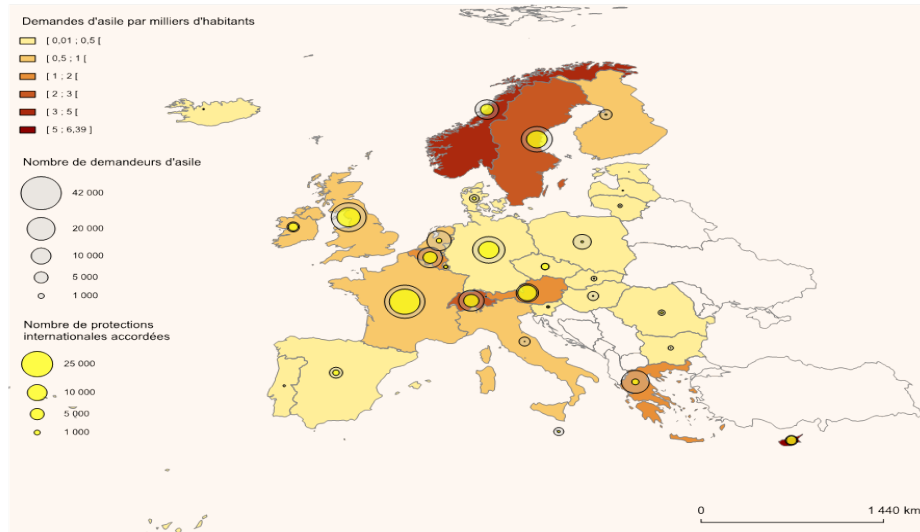 Demandes d'asile par milliers d'habitants
[ 0,01 ; 0,5 [
[ 0,5 ; 1 [
[ 1 ; 2 [
[ 2 ; 3 [
[ 3 ; 5 [
[ 5 ; 6,39 ]
Nombre de demandeurs d'asile
42 000
20 000
10 000
5 000
1 000
Nombre de protections
internationales accordées
25 000
10 000
5 000
1 000
0 1 440 km